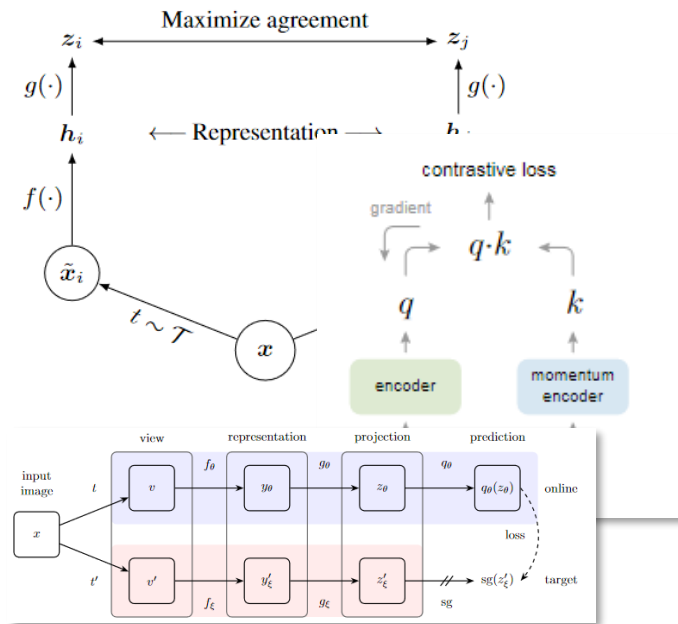 Maximize agreement
z_i z_j
g(·) g(·)
h_i ← Representation → h
f(·)
x̃_i
t ∼ 𝒯
x
contrastive loss
gradient
q·k
q k
encoder
momentum encoder
view representation projection prediction
input image
t f_θ g_θ q_θ
x v y_θ z_θ q_θ(z_θ) online
loss
v′ y′_ξ z′_ξ sg(z′_ξ) target
t′ f_ξ g_ξ sg